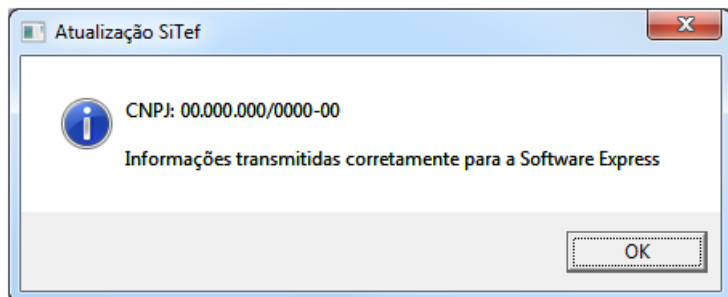 Atualização SiTef
CNPJ: 00.000.000/0000-00
Informações transmitidas corretamente para a Software Express
OK